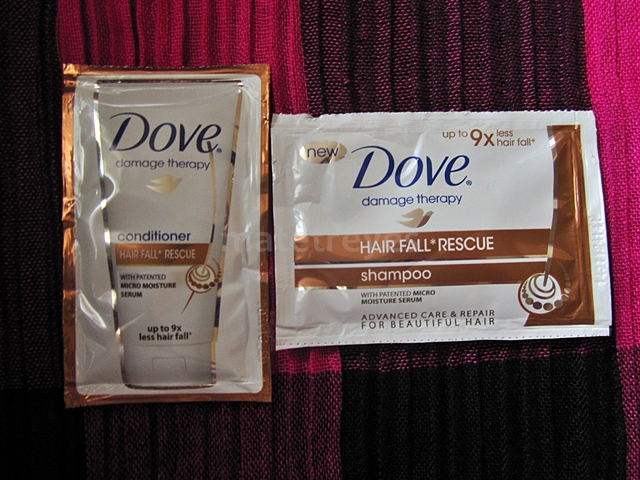 Dove®
damage therapy
conditioner
HAIR FALL* RESCUE
WITH PATENTED
MICRO MOISTURE
SERUM
up to 9x
less hair fall*
new
up to 9x less
hair fall*
Dove®
damage therapy
HAIR FALL* RESCUE
shampoo
WITH PATENTED MICRO
MOISTURE SERUM
ADVANCED CARE & REPAIR
FOR BEAUTIFUL HAIR